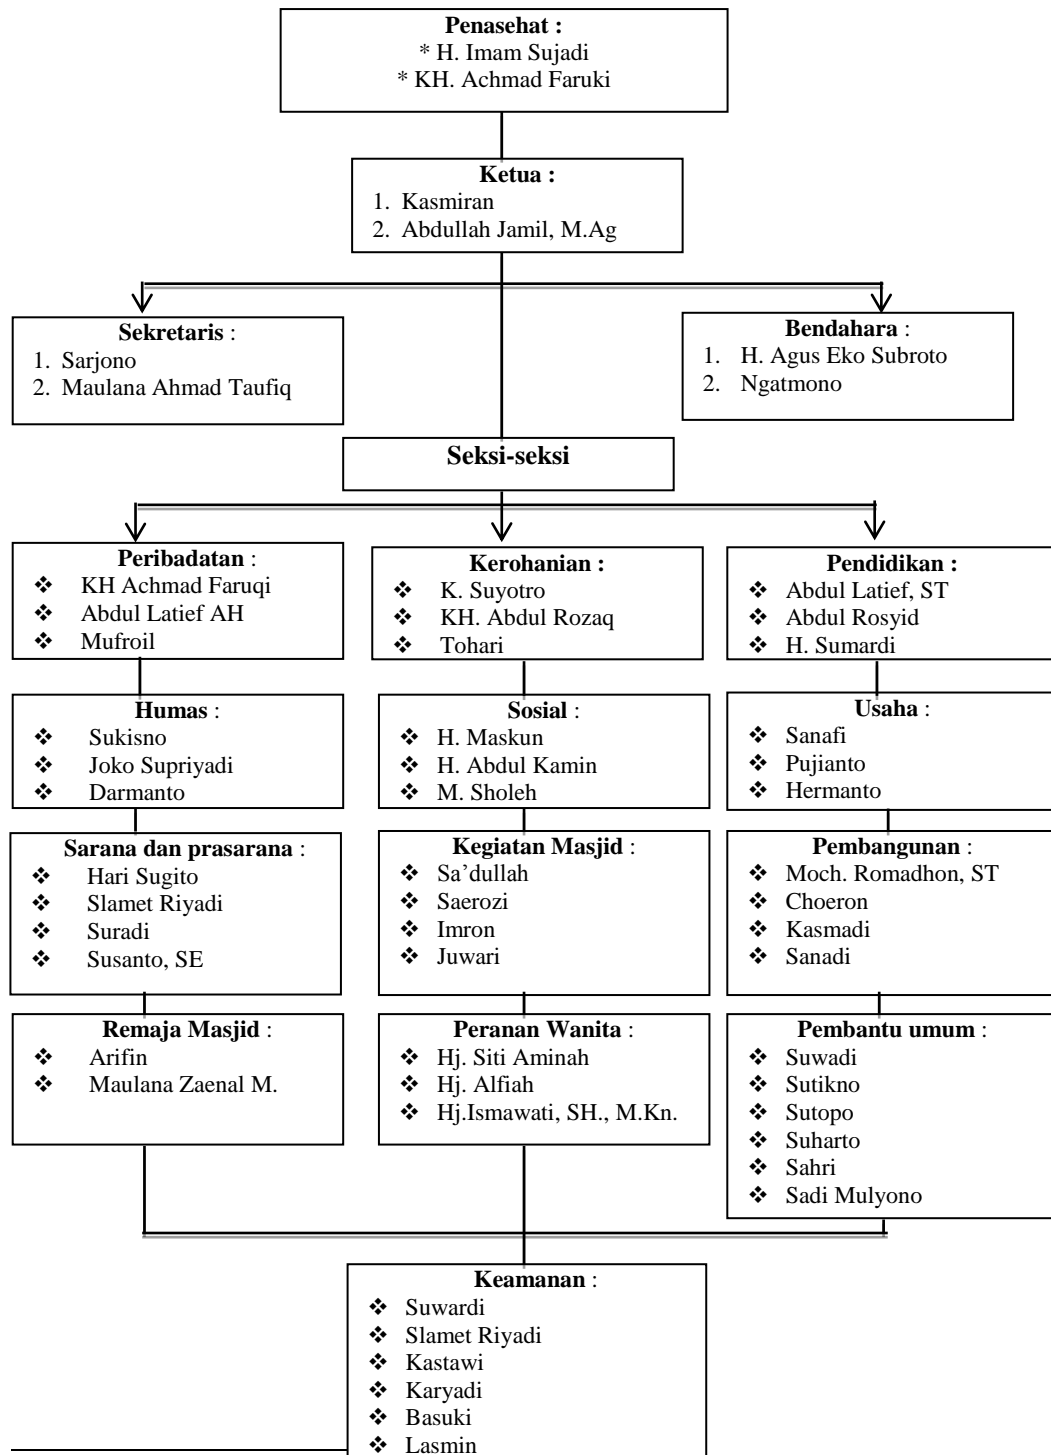 Penasehat :
* H. Imam Sujadi
* KH. Achmad Faruki
Ketua :
1. Kasmiran
2. Abdullah Jamil, M.Ag
Sekretaris :
1. Sarjono
2. Maulana Ahmad Taufiq
Bendahara :
1. H. Agus Eko Subroto
2. Ngatmono
Seksi-seksi
Peribadatan :
❖ KH Achmad Faruqi
❖ Abdul Latief AH
❖ Mufroil
Kerohanian :
❖ K. Suyotro
❖ KH. Abdul Rozaq
❖ Tohari
Pendidikan :
❖ Abdul Latief, ST
❖ Abdul Rosyid
❖ H. Sumardi
Humas :
❖ Sukisno
❖ Joko Supriyadi
❖ Darmanto
Sosial :
❖ H. Maskun
❖ H. Abdul Kamin
❖ M. Sholeh
Usaha :
❖ Sanafi
❖ Pujianto
❖ Hermanto
Sarana dan prasarana :
❖ Hari Sugito
❖ Slamet Riyadi
❖ Suradi
❖ Susanto, SE
Kegiatan Masjid :
❖ Sa’dullah
❖ Saerozi
❖ Imron
❖ Juwari
Pembangunan :
❖ Moch. Romadhon, ST
❖ Choeron
❖ Kasmadi
❖ Sanadi
Remaja Masjid :
❖ Arifin
❖ Maulana Zaenal M.
Peranan Wanita :
❖ Hj. Siti Aminah
❖ Hj. Alfiah
❖ Hj.Ismawati, SH., M.Kn.
Pembantu umum :
❖ Suwadi
❖ Sutikno
❖ Sutopo
❖ Suharto
❖ Sahri
❖ Sadi Mulyono
Keamanan :
❖ Suwardi
❖ Slamet Riyadi
❖ Kastawi
❖ Karyadi
❖ Basuki
❖ Lasmin